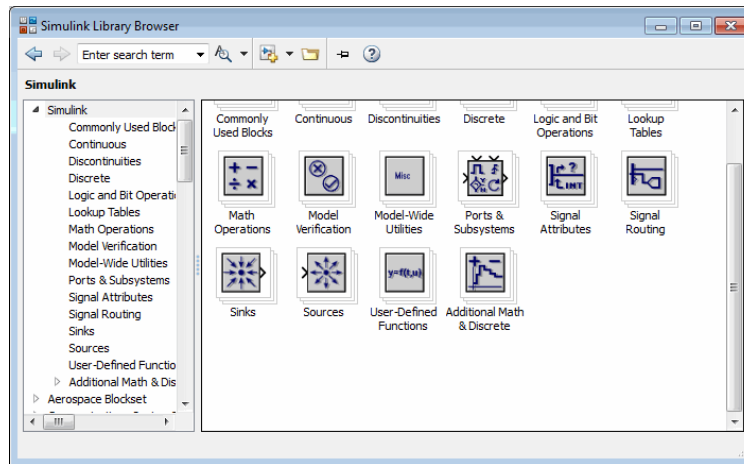 Simulink Library Browser
Enter search term
Simulink
Simulink
Commonly Used Block
Continuous
Discontinuities
Discrete
Logic and Bit Operati
Lookup Tables
Math Operations
Model Verification
Model-Wide Utilities
Ports & Subsystems
Signal Attributes
Signal Routing
Sinks
Sources
User-Defined Functio
Additional Math & Dis
Aerospace Blockset
Commonly
Used Blocks
Continuous
Discontinuities
Discrete
Logic and Bit
Operations
Lookup
Tables
Math
Operations
Model
Verification
Misc
Model-Wide
Utilities
Ports &
Subsystems
INT
Signal
Attributes
Signal
Routing
Sinks
Sources
y=f(t,u)
User-Defined
Functions
Additional Math
& Discrete